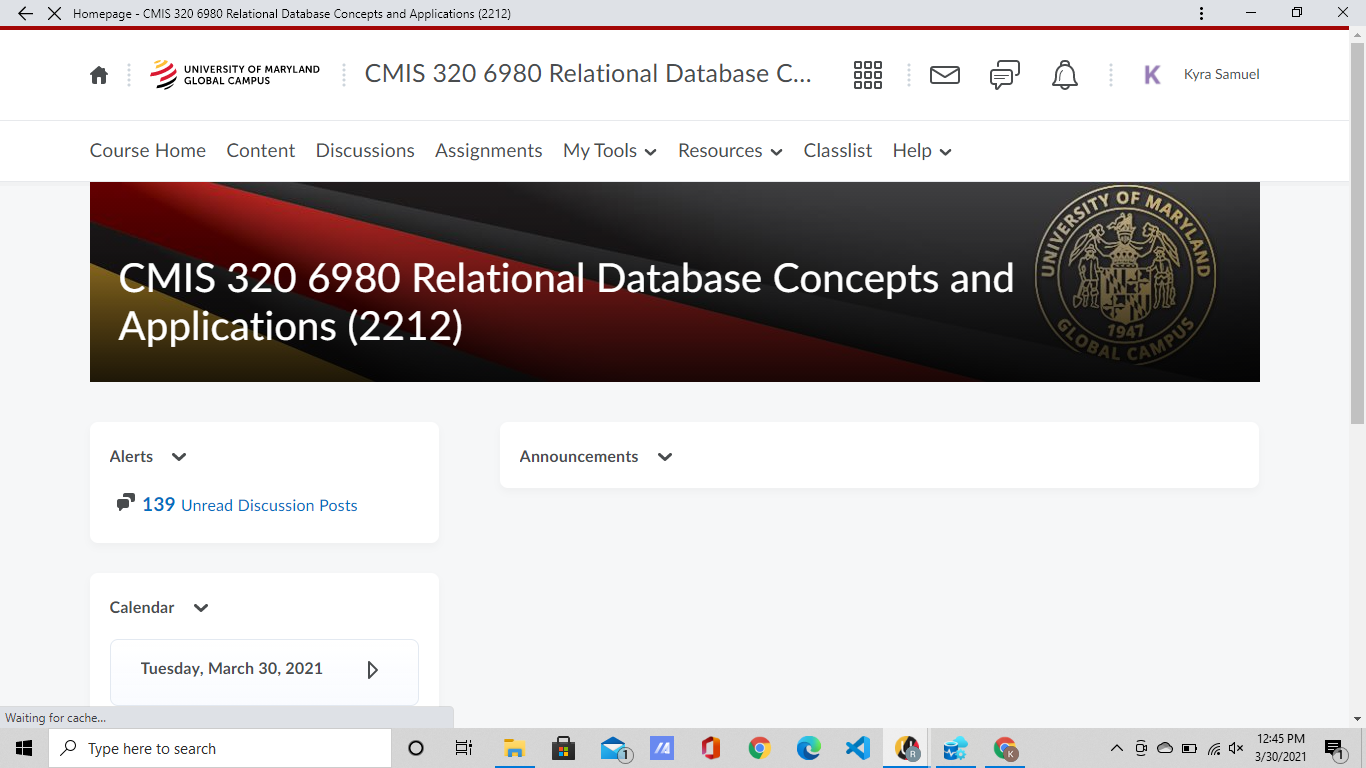 Homepage - CMIS 320 6980 Relational Database Concepts and Applications (2212)
UNIVERSITY OF MARYLAND
GLOBAL CAMPUS
CMIS 320 6980 Relational Database C...
K
Kyra Samuel
Course Home
Content
Discussions
Assignments
My Tools
Resources
Classlist
Help
CMIS 320 6980 Relational Database Concepts and
Applications (2212)
UNIVERSITY OF MARYLAND
1947
GLOBAL CAMPUS
Alerts
139 Unread Discussion Posts
Announcements
Calendar
Tuesday, March 30, 2021
Waiting for cache...
Type here to search
1
R
K
12:45 PM
3/30/2021
1